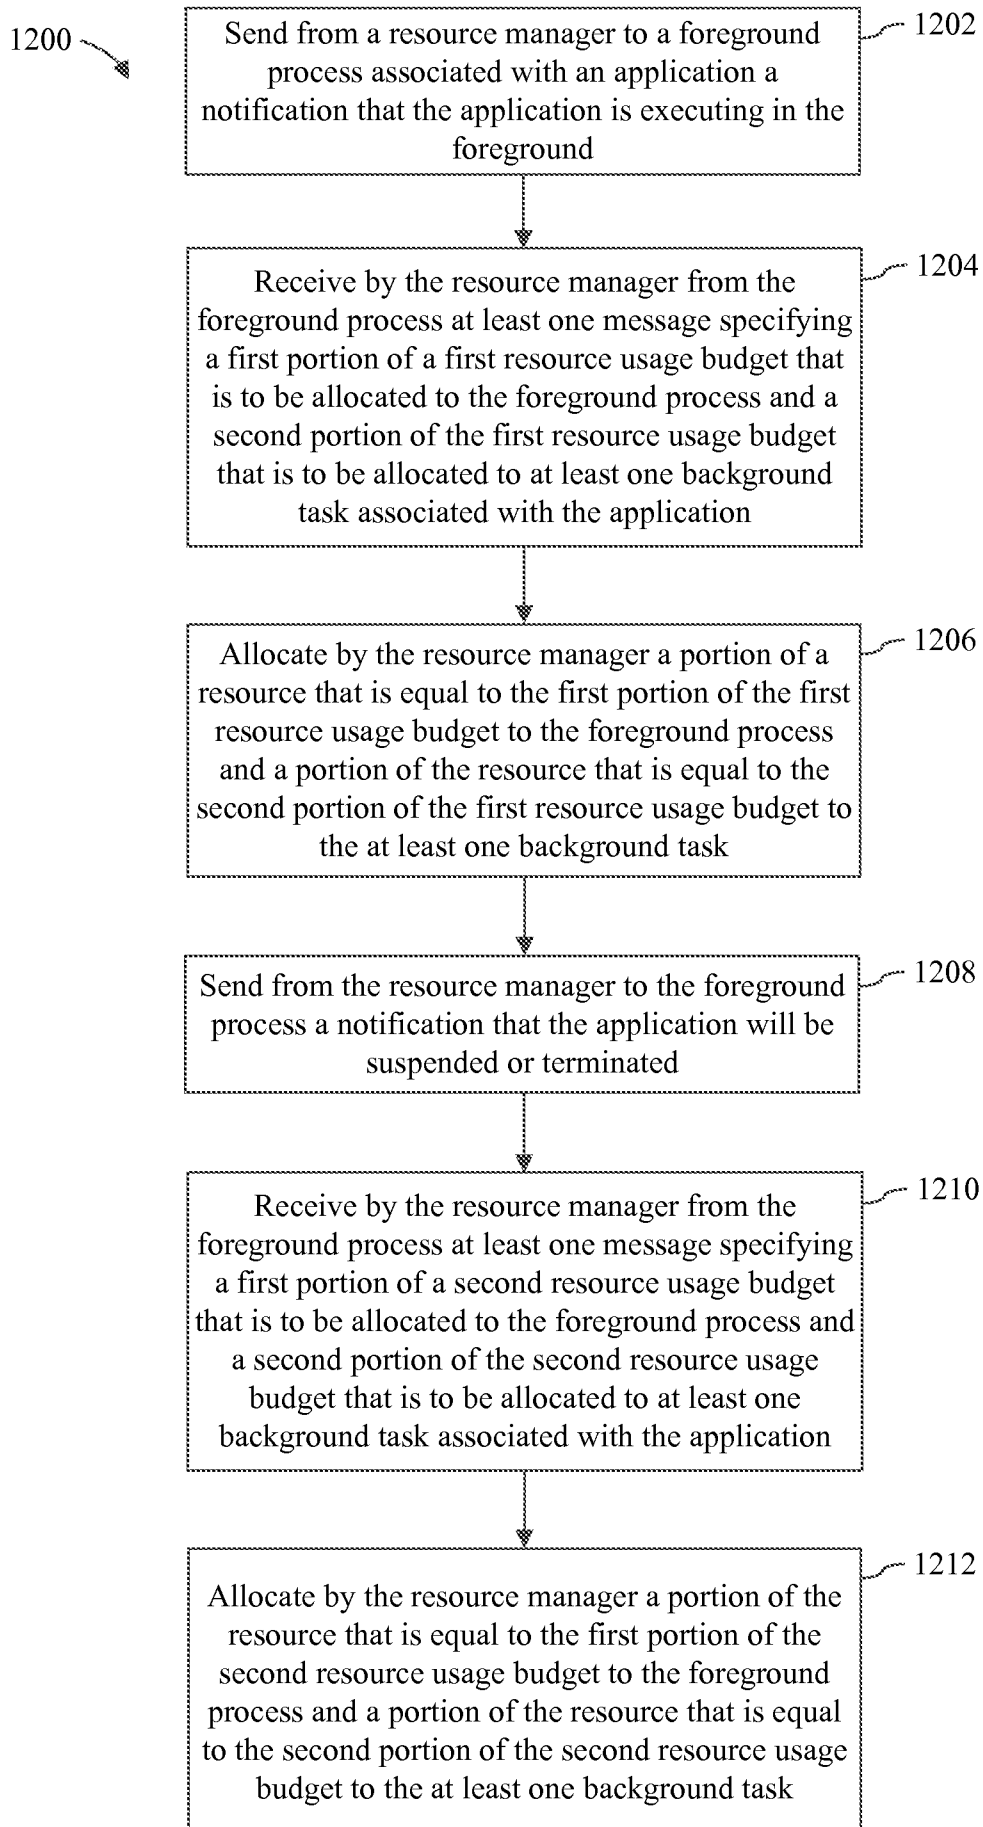 1200
1202
Send from a resource manager to a foreground
process associated with an application a
notification that the application is executing in the
foreground
1204
Receive by the resource manager from the
foreground process at least one message specifying
a first portion of a first resource usage budget that
is to be allocated to the foreground process and a
second portion of the first resource usage budget
that is to be allocated to at least one background
task associated with the application
1206
Allocate by the resource manager a portion of a
resource that is equal to the first portion of the first
resource usage budget to the foreground process
and a portion of the resource that is equal to the
second portion of the first resource usage budget to
the at least one background task
1208
Send from the resource manager to the foreground
process a notification that the application will be
suspended or terminated
1210
Receive by the resource manager from the
foreground process at least one message specifying
a first portion of a second resource usage budget
that is to be allocated to the foreground process and
a second portion of the second resource usage
budget that is to be allocated to at least one
background task associated with the application
1212
Allocate by the resource manager a portion of the
resource that is equal to the first portion of the
second resource usage budget to the foreground
process and a portion of the resource that is equal
to the second portion of the second resource usage
budget to the at least one background task